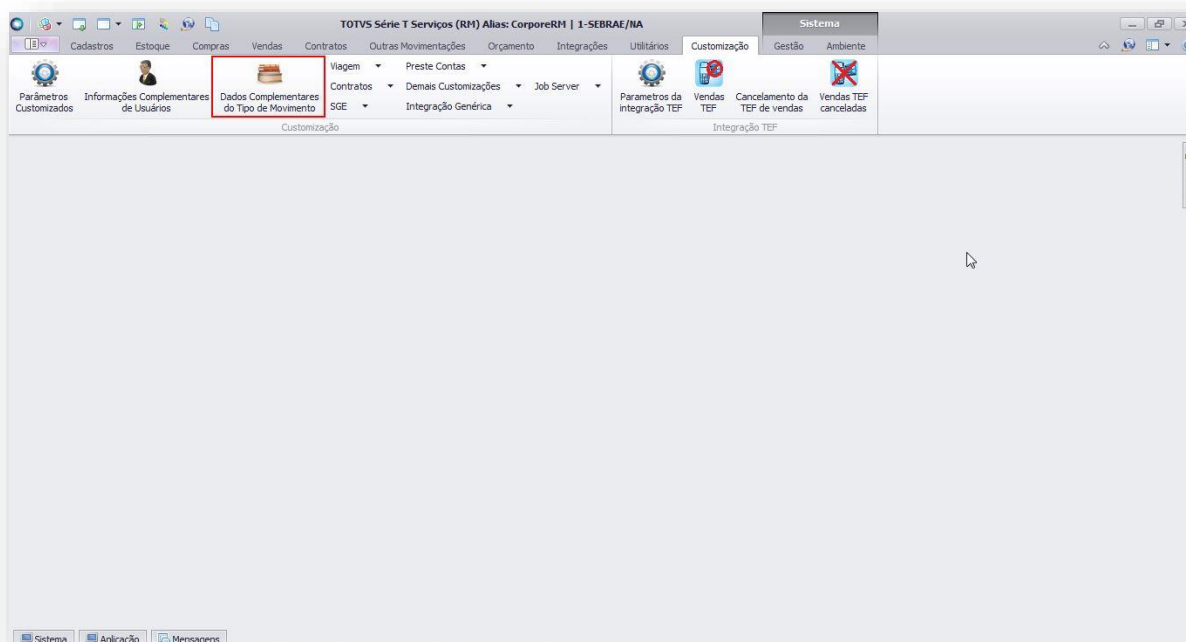 TOTVS Série T Serviços (RM) Alias: CorporeRM | 1-SEBRAE/NA
Sistema
Cadastros Estoque Compras Vendas Contratos Outras Movimentações Orçamento Integrações Utilitários Customização Gestão Ambiente
Viagem Preste Contas
Contratos Demais Customizações Job Server
SGE Integração Genérica
Parâmetros
Customizados
Informações Complementares
de Usuários
Dados Complementares
do Tipo de Movimento
Parametros da
integração TEF
Vendas
TEF
Cancelamento da
TEF de vendas
Vendas TEF
canceladas
Customização
Integração TEF
Sistema Aplicação Mensagens